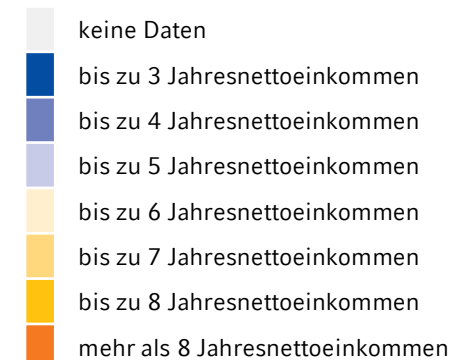 keine Daten
bis zu 3 Jahresnettoeinkommen
bis zu 4 Jahresnettoeinkommen
bis zu 5 Jahresnettoeinkommen
bis zu 6 Jahresnettoeinkommen
bis zu 7 Jahresnettoeinkommen
bis zu 8 Jahresnettoeinkommen
mehr als 8 Jahresnettoeinkommen